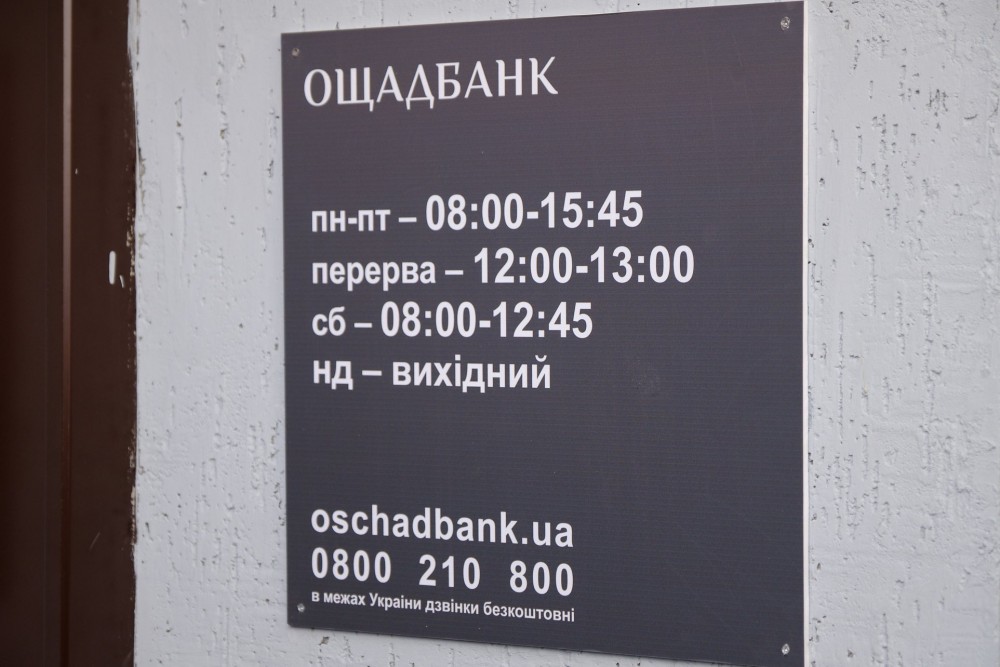 ОЩАДБАНК
пн-пт – 08:00-15:45
перерва – 12:00-13:00
сб – 08:00-12:45
нд – вихідний
oschadbank.ua
0800 210 800
в межах України дзвінки безкоштовні